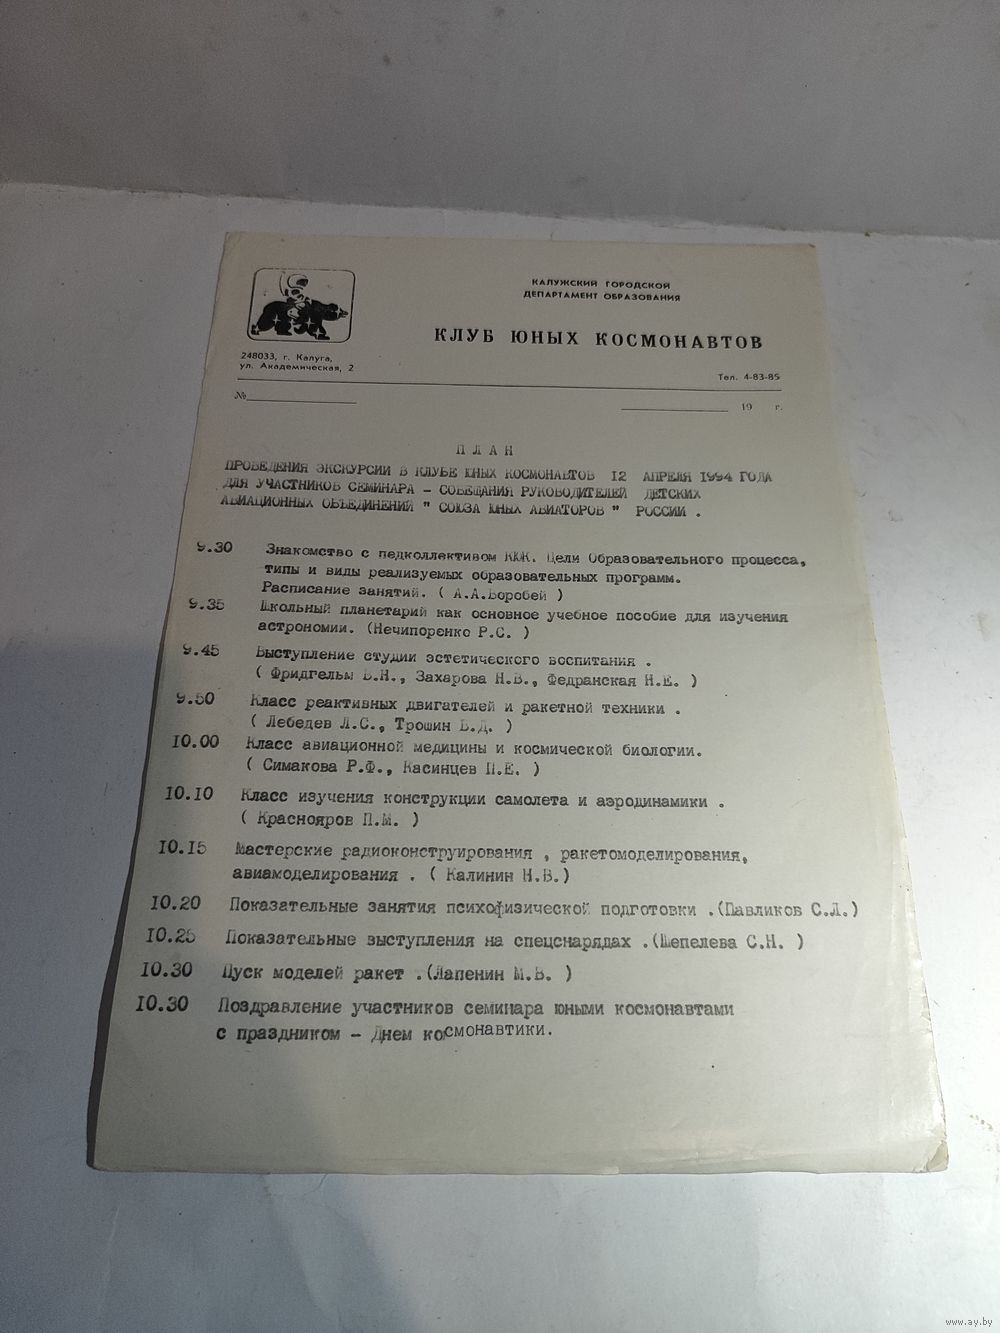 КАЛУЖСКИЙ ГОРОДСКОЙ
ДЕПАРТАМЕНТ ОБРАЗОВАНИЯ
КЛУБ ЮНЫХ КОСМОНАВТОВ
248033, г. Калуга,
ул. Академическая, 2
Тел. 4-83-85
№
19 г.
П Л А Н
ПРОВЕДЕНИЯ ЭКСКУРСИИ В КЛУБЕ ЮНЫХ КОСМОНАВТОВ 12 АПРЕЛЯ 1994 ГОДА
ДЛЯ УЧАСТНИКОВ СЕМИНАРА – СОВЕЩАНИЯ РУКОВОДИТЕЛЕЙ ДЕТСКИХ
АВИАЦИОННЫХ ОБЪЕДИНЕНИЙ " СОЮЗА ЮНЫХ АВИАТОРОВ " РОССИИ .
9.30 Знакомство с педколлективом КЮК. Цели Образовательного процесса,
типы и виды реализуемых образовательных программ.
Расписание занятий. ( А.А.Воробей )
9.35 Школьный планетарий как основное учебное пособие для изучения
астрономии. (Нечипоренко Р.С. )
9.45 Выступление студии эстетического воспитания .
( Фридгельм В.Н., Захарова Н.В., Федранская Н.Е. )
9.50 Класс реактивных двигателей и ракетной техники .
( Лебедев Л.С., Трошин В.Д. )
10.00 Класс авиационной медицины и космической биологии.
( Симакова Р.Ф., Касинцев П.Е. )
10.10 Класс изучения конструкции самолета и аэродинамики .
( Краснояров П.М. )
10.15 Мастерские радиоконструирования , ракетомоделирования,
авиамоделирования . ( Калинин Н.В.)
10.20 Показательные занятия психофизической подготовки .(Павликов С.Л.)
10.25 Показательные выступления на спецснарядах .(Шепелева С.Н. )
10.30 Пуск моделей ракет .(Лапенин М.В. )
10.30 Поздравление участников семинара юными космонавтами
с праздником – Днем космонавтики.
www.ay.by